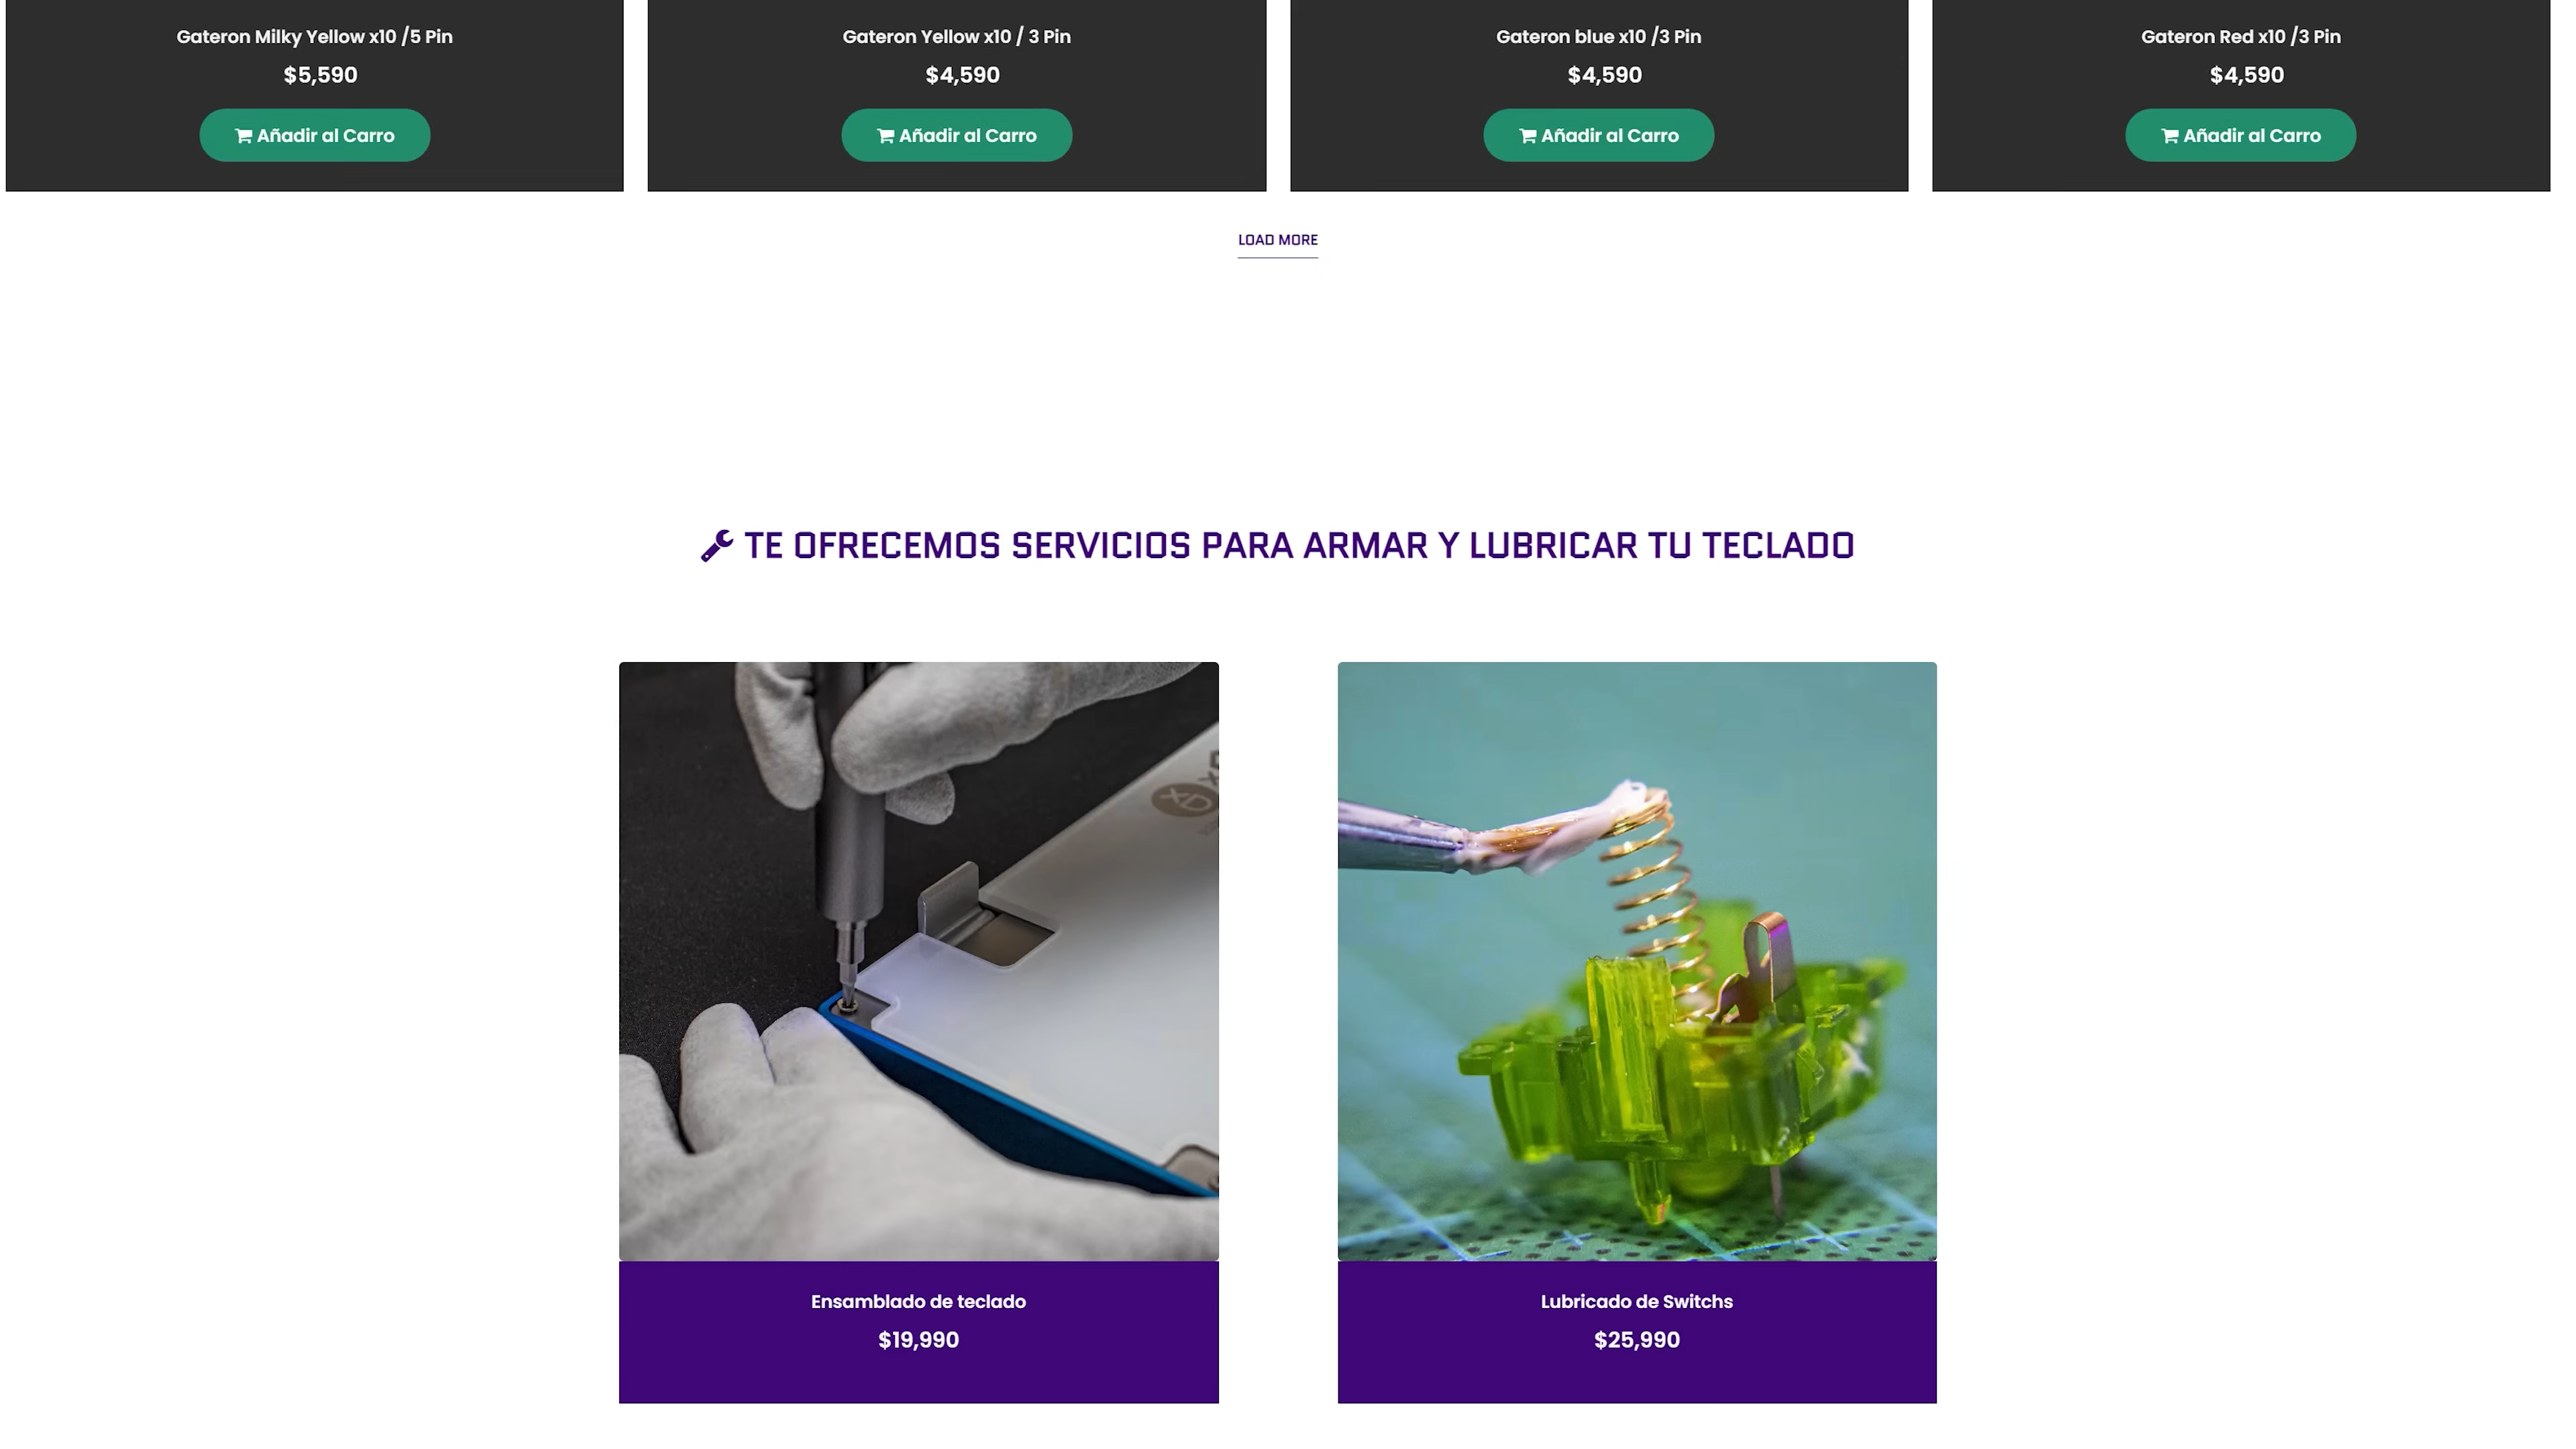 Gateron Milky Yellow x10 /5 Pin
$5,590
Añadir al Carro
Gateron Yellow x10 / 3 Pin
$4,590
Añadir al Carro
Gateron blue x10 /3 Pin
$4,590
Añadir al Carro
Gateron Red x10 /3 Pin
$4,590
Añadir al Carro
LOAD MORE
TE OFRECEMOS SERVICIOS PARA ARMAR Y LUBRICAR TU TECLADO
XD
Ensamblado de teclado
$19,990
Lubricado de Switchs
$25,990